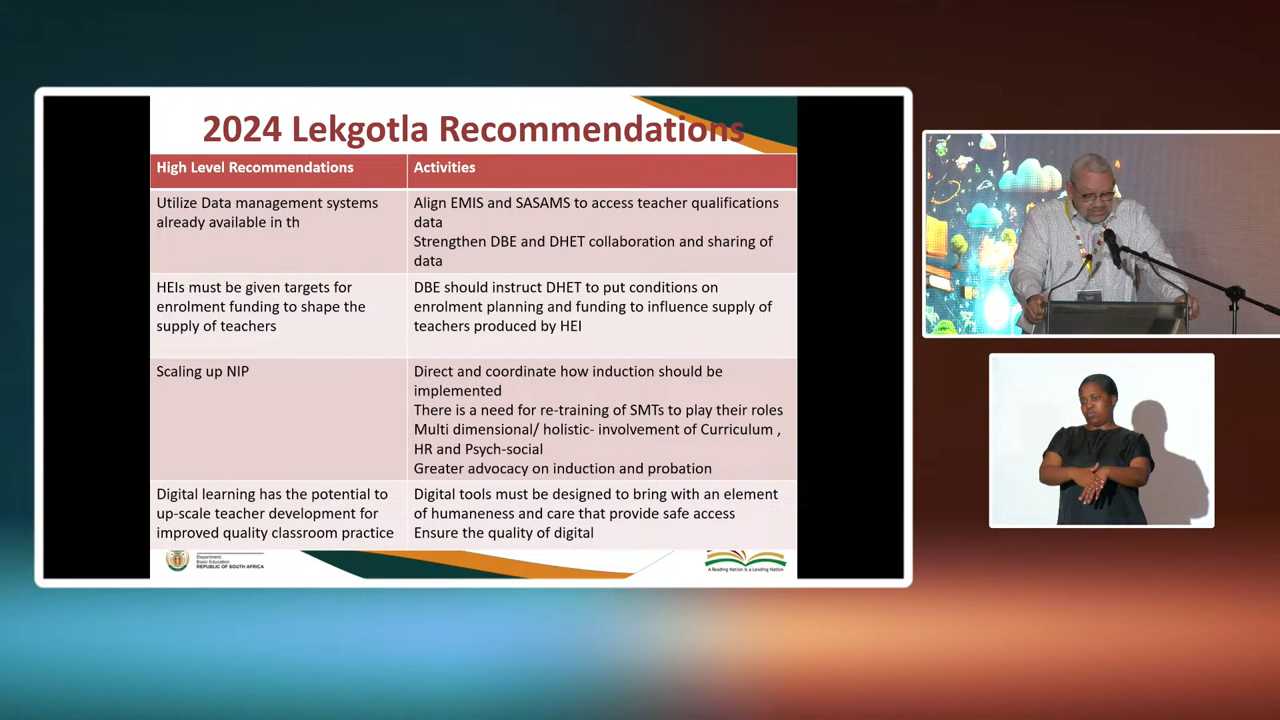 2024 Lekgotla Recommendations
High Level Recommendations
Activities
Utilize Data management systems
already available in th
Align EMIS and SASAMS to access teacher qualifications
data
Strengthen DBE and DHET collaboration and sharing of
data
HEIs must be given targets for
enrolment funding to shape the
supply of teachers
DBE should instruct DHET to put conditions on
enrolment planning and funding to influence supply of
teachers produced by HEI
Scaling up NIP
Direct and coordinate how induction should be
implemented
There is a need for re-training of SMTs to play their roles
Multi dimensional/ holistic- involvement of Curriculum ,
HR and Psych-social
Greater advocacy on induction and probation
Digital learning has the potential to
up-scale teacher development for
improved quality classroom practice
Digital tools must be designed to bring with an element
of humaneness and care that provide safe access
Ensure the quality of digital
Department:
Basic Education
REPUBLIC OF SOUTH AFRICA
A Reading Nation is a Leading Nation